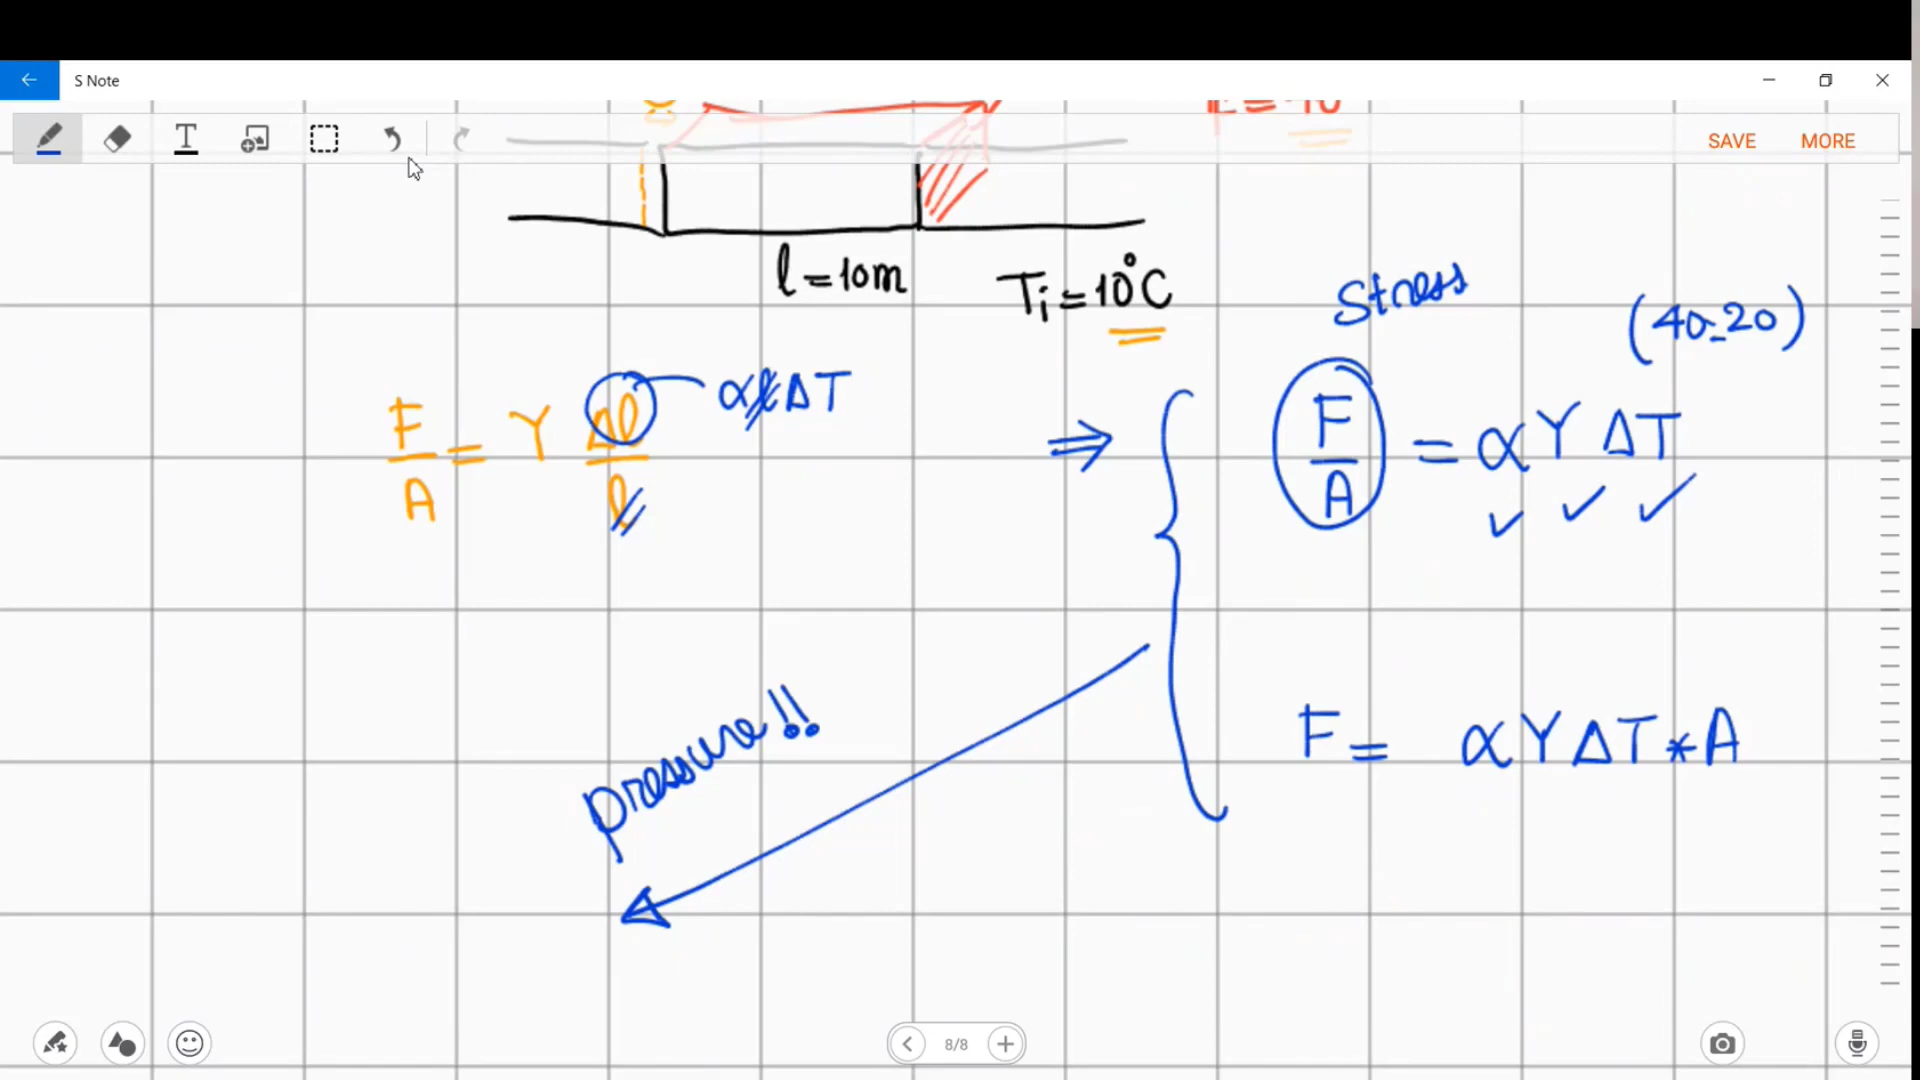 S Note
SAVE
MORE
l = 10m
Ti = 10°C
Stress
(40-20)
F/A = Y Δl/l
αlΔT
⇒
F/A = αYΔT
✓ ✓ ✓
pressure!!
F = αYΔT*A
8/8